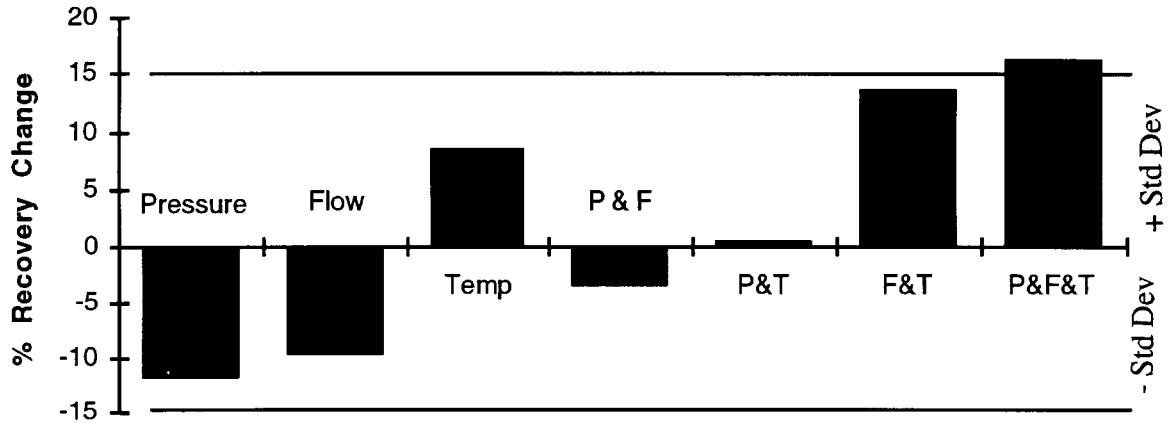 % Recovery Change
20
15
10
5
0
-5
-10
-15
Pressure
Flow
Temp
P & F
P&T
F&T
P&F&T
+ Std Dev
- Std Dev